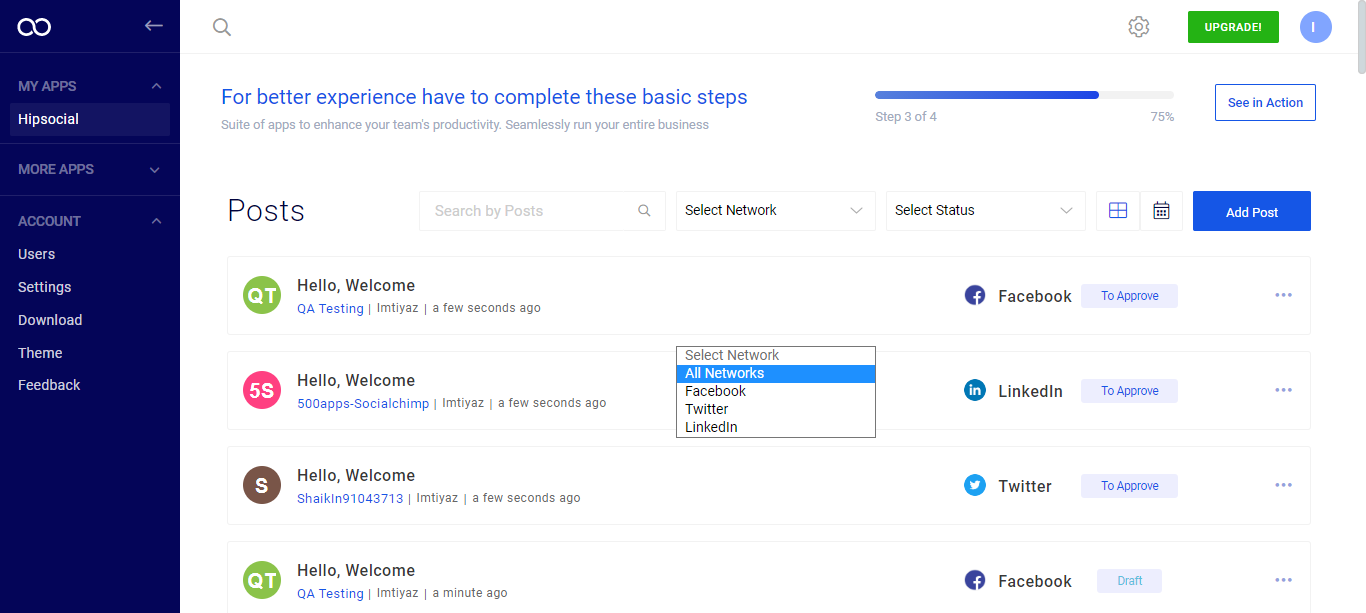 UPGRADE!
I
MY APPS
Hipsocial
MORE APPS
ACCOUNT
Users
Settings
Download
Theme
Feedback
For better experience have to complete these basic steps
Suite of apps to enhance your team's productivity. Seamlessly run your entire business
Step 3 of 4
75%
See in Action
Posts
Search by Posts
Select Network
Select Status
Add Post
QT
Hello, Welcome
QA Testing | Imtiyaz | a few seconds ago
Facebook
To Approve
Select Network
All Networks
Facebook
Twitter
LinkedIn
5S
Hello, Welcome
500apps-Socialchimp | Imtiyaz | a few seconds ago
in
LinkedIn
To Approve
S
Hello, Welcome
ShaikIn91043713 | Imtiyaz | a few seconds ago
Twitter
To Approve
QT
Hello, Welcome
QA Testing | Imtiyaz | a minute ago
Facebook
Draft